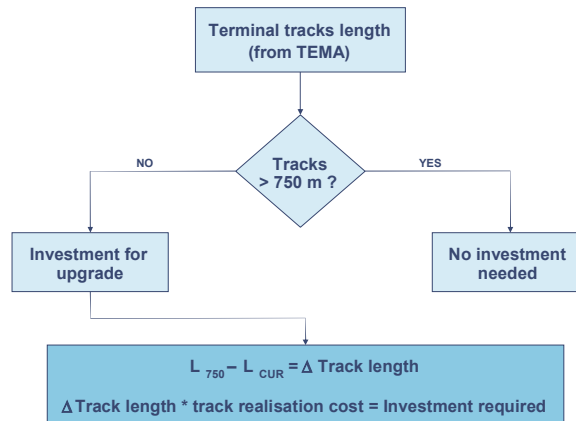 Terminal tracks length
(from TEMA)
NO
Tracks
> 750 m ?
YES
Investment for
upgrade
No investment
needed
L 750 – L CUR = Δ Track length
Δ Track length * track realisation cost = Investment required